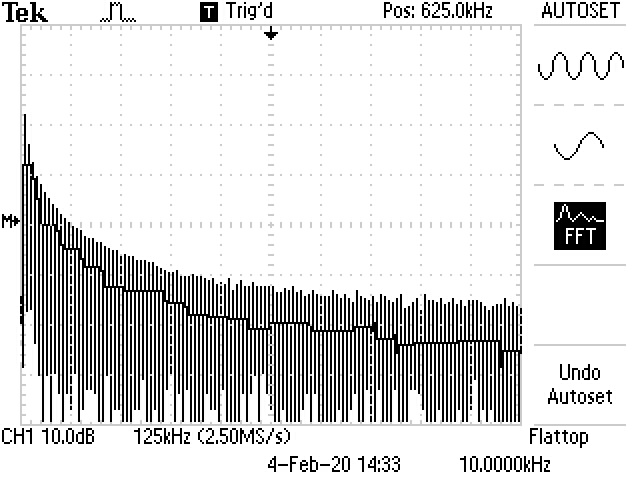 Tek T Trig'd Pos: 625.0kHz AUTOSET
M
FFT
Undo
Autoset
CH1 10.0dB 125kHz (2.50MS/s) Flattop
4-Feb-20 14:33 10.0000kHz